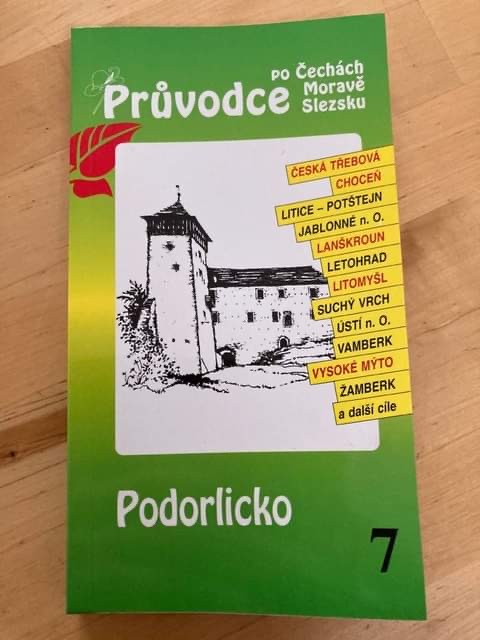 Průvodce po Čechách
Moravě
Slezsku
ČESKÁ TŘEBOVÁ
CHOCEŇ
LITICE – POTŠTEJN
JABLONNÉ n. O.
LANŠKROUN
LETOHRAD
LITOMYŠL
SUCHÝ VRCH
ÚSTÍ n. O.
VAMBERK
VYSOKÉ MÝTO
ŽAMBERK
a další cíle
Podorlicko
7